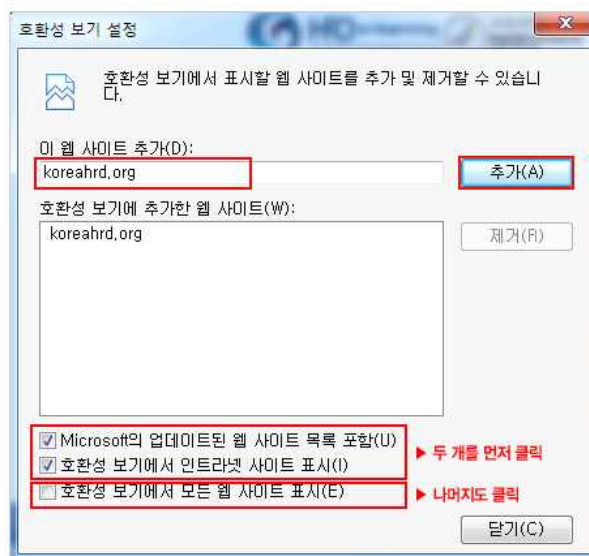 호환성 보기 설정
호환성 보기에서 표시할 웹 사이트를 추가 및 제거할 수 있습니
다.
이 웹 사이트 추가(D):
koreahrd.org
추가(A)
호환성 보기에 추가한 웹 사이트(W):
koreahrd.org
제거(R)
Microsoft의 업데이트된 웹 사이트 목록 포함(U)
호환성 보기에서 인트라넷 사이트 표시(I)
▶ 두 개를 먼저 클릭
호환성 보기에서 모든 웹 사이트 표시(E)
▶ 나머지도 클릭
닫기(C)